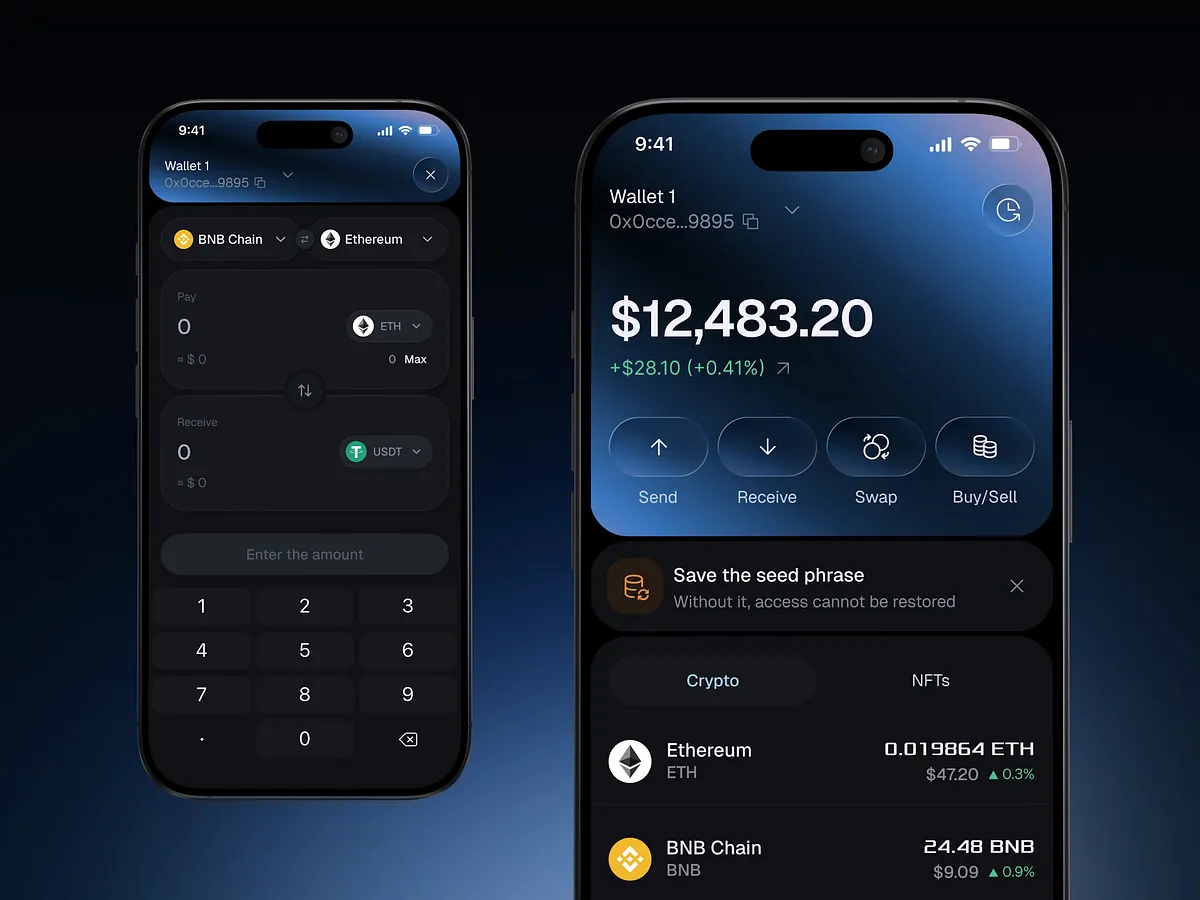 9:41
Wallet 1
0x0cce...9895
BNB Chain
Ethereum
Pay
0
ETH
≈ $ 0
0 Max
Receive
0
USDT
≈ $ 0
Enter the amount
1 2 3
4 5 6
7 8 9
. 0
9:41
Wallet 1
0x0cce...9895
$12,483.20
+$28.10 (+0.41%)
Send Receive Swap Buy/Sell
Save the seed phrase
Without it, access cannot be restored
Crypto NFTs
Ethereum 0.019864 ETH
ETH $47.20 ▲ 0.3%
BNB Chain 24.48 BNB
BNB $9.09 ▲ 0.9%